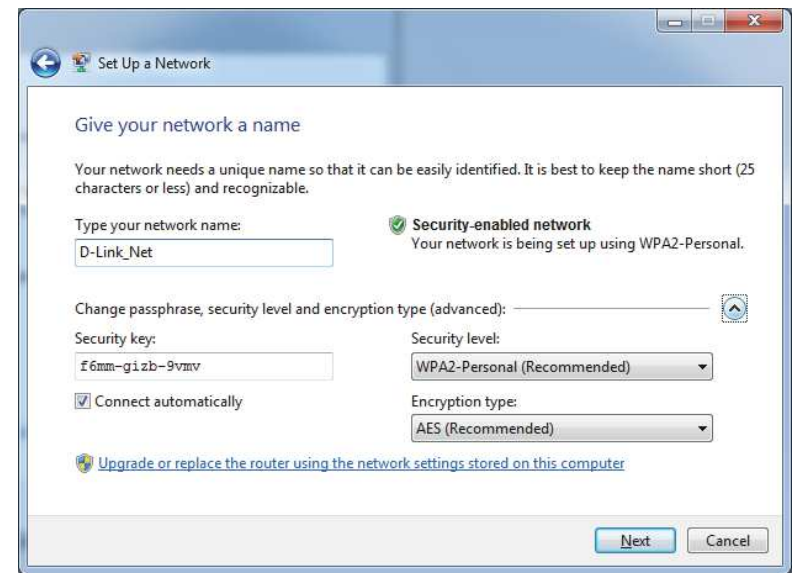 Set Up a Network
Give your network a name
Your network needs a unique name so that it can be easily identified. It is best to keep the name short (25
characters or less) and recognizable.
Type your network name:
D-Link_Net
Security-enabled network
Your network is being set up using WPA2-Personal.
Change passphrase, security level and encryption type (advanced):
Security key:
f6mm-gizb-9vmv
Security level:
WPA2-Personal (Recommended)
Connect automatically
Encryption type:
AES (Recommended)
Upgrade or replace the router using the network settings stored on this computer
Next
Cancel